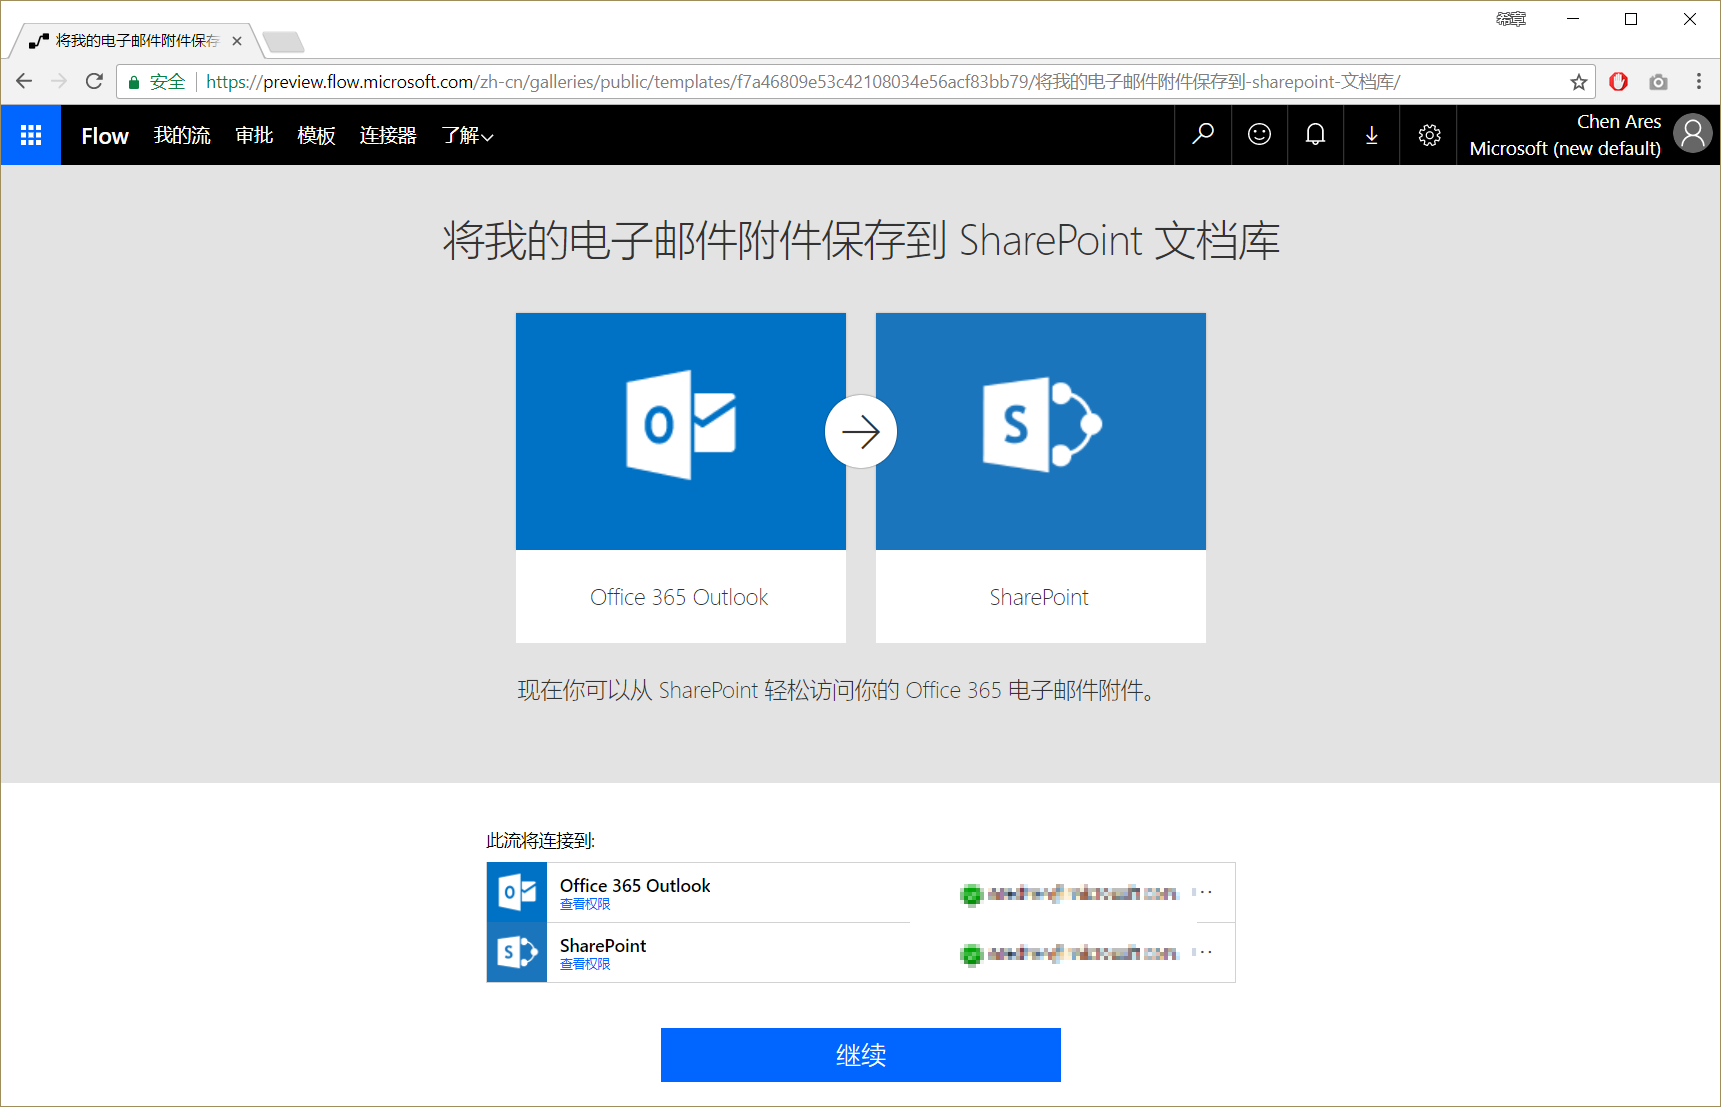 希章
将我的电子邮件附件保存
安全 https://preview.flow.microsoft.com/zh-cn/galleries/public/templates/f7a46809e53c42108034e56acf83bb79/将我的电子邮件附件保存到-sharepoint-文档库/
Flow 我的流 审批 模板 连接器 了解
Chen Ares
Microsoft (new default)
将我的电子邮件附件保存到 SharePoint 文档库
Office 365 Outlook
SharePoint
现在你可以从 SharePoint 轻松访问你的 Office 365 电子邮件附件。
此流将连接到:
Office 365 Outlook
查看权限
SharePoint
查看权限
继续